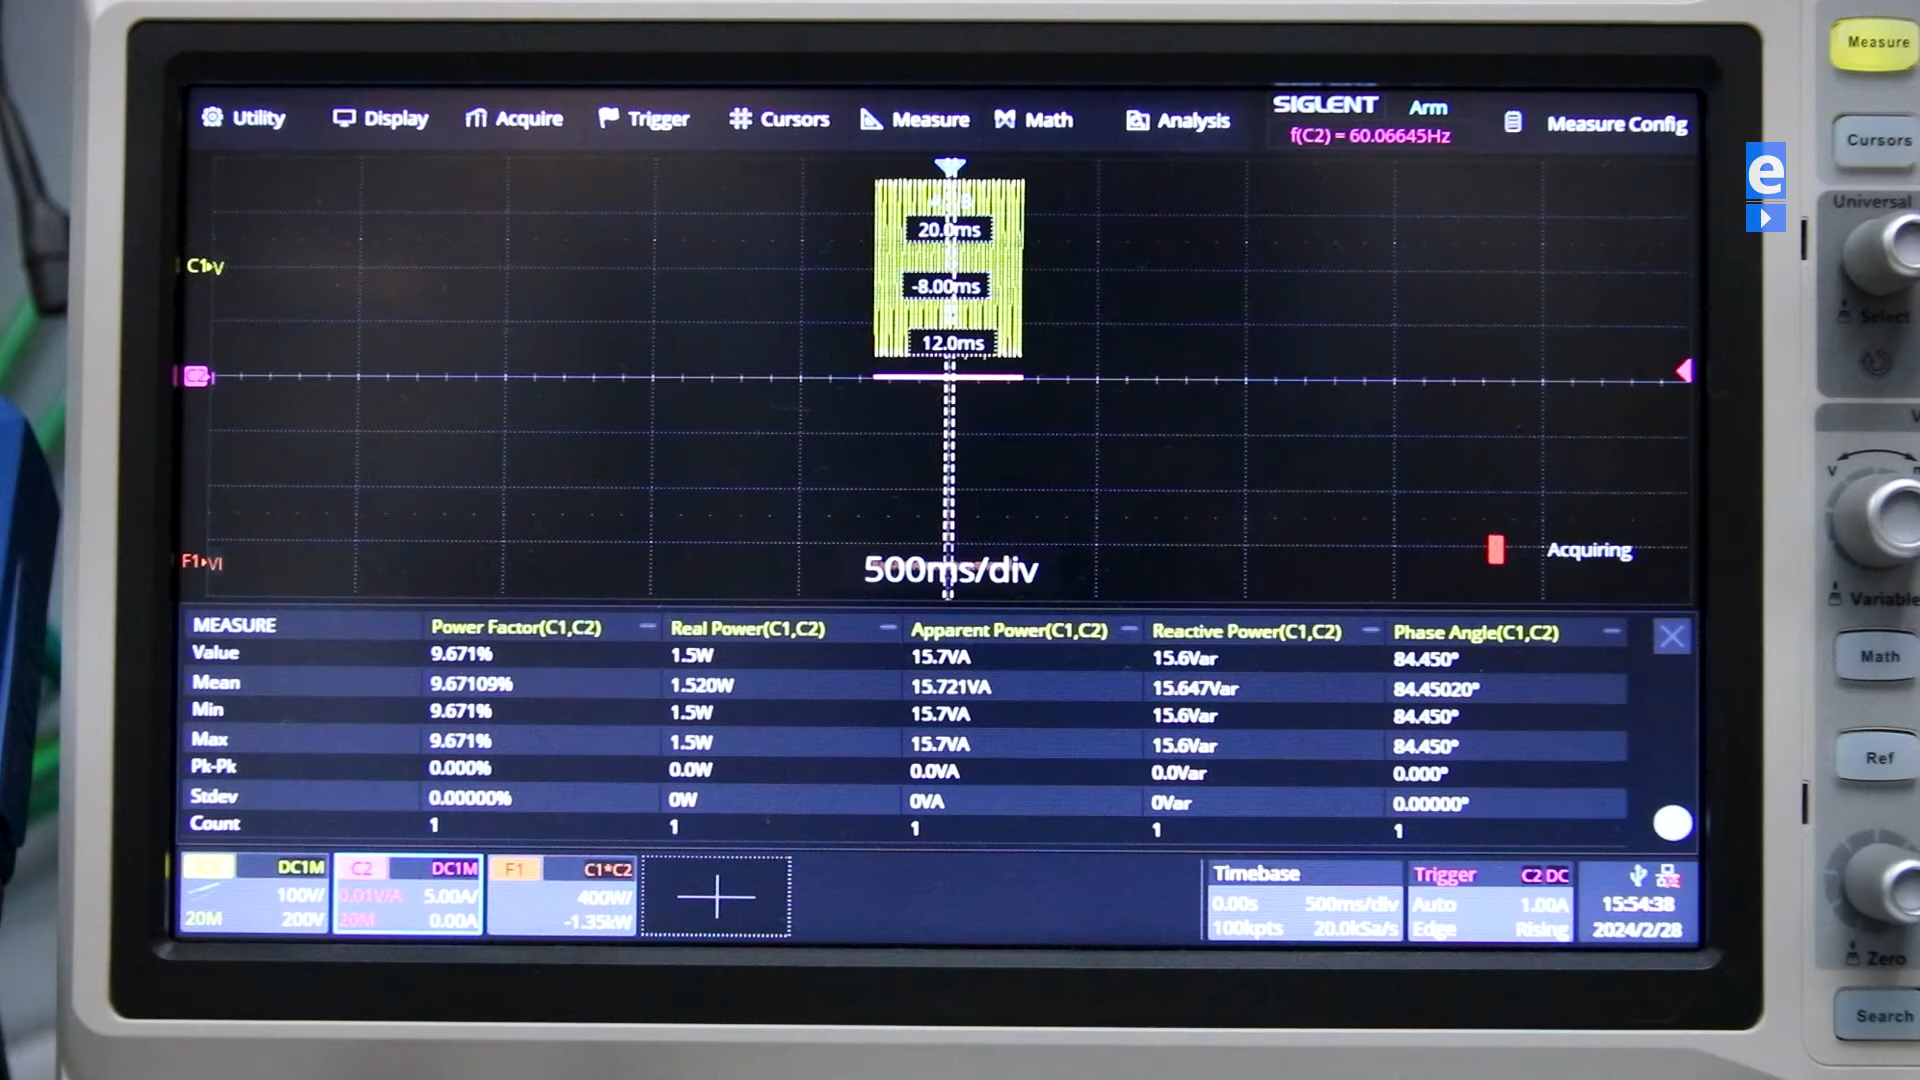 Measure
Utility
Display
Acquire
Trigger
Cursors
Measure
Math
Analysis
SIGLENT
Arm
f(C2) = 60.06645Hz
Measure Config
Cursors
e
Universal
20.0ms
C1 V
-8.00ms
Select
12.0ms
C2 I
F1 VI
500ms/div
Acquiring
Variable
MEASURE Power Factor(C1,C2) Real Power(C1,C2) Apparent Power(C1,C2) Reactive Power(C1,C2) Phase Angle(C1,C2)
Value 9.671% 1.5W 15.7VA 15.6Var 84.450°
Mean 9.67109% 1.520W 15.721VA 15.647Var 84.45020°
Min 9.671% 1.5W 15.7VA 15.6Var 84.450°
Max 9.671% 1.5W 15.7VA 15.6Var 84.450°
Pk-Pk 0.000% 0.0W 0.0VA 0.0Var 0.000°
Stdev 0.00000% 0W 0VA 0Var 0.00000°
Count 1 1 1 1 1
Math
Ref
DC1M
100V/
20M 200V
C2 DC1M
0.01V/A 5.00A/
20M 0.00A
F1 C1*C2
400W/
-1.35kW
Timebase
0.00s 500ms/div
100kpts 20.0kSa/s
Trigger C2 DC
Auto 1.00A
Edge Rising
15:54:38
2024/2/28
Zero
Search